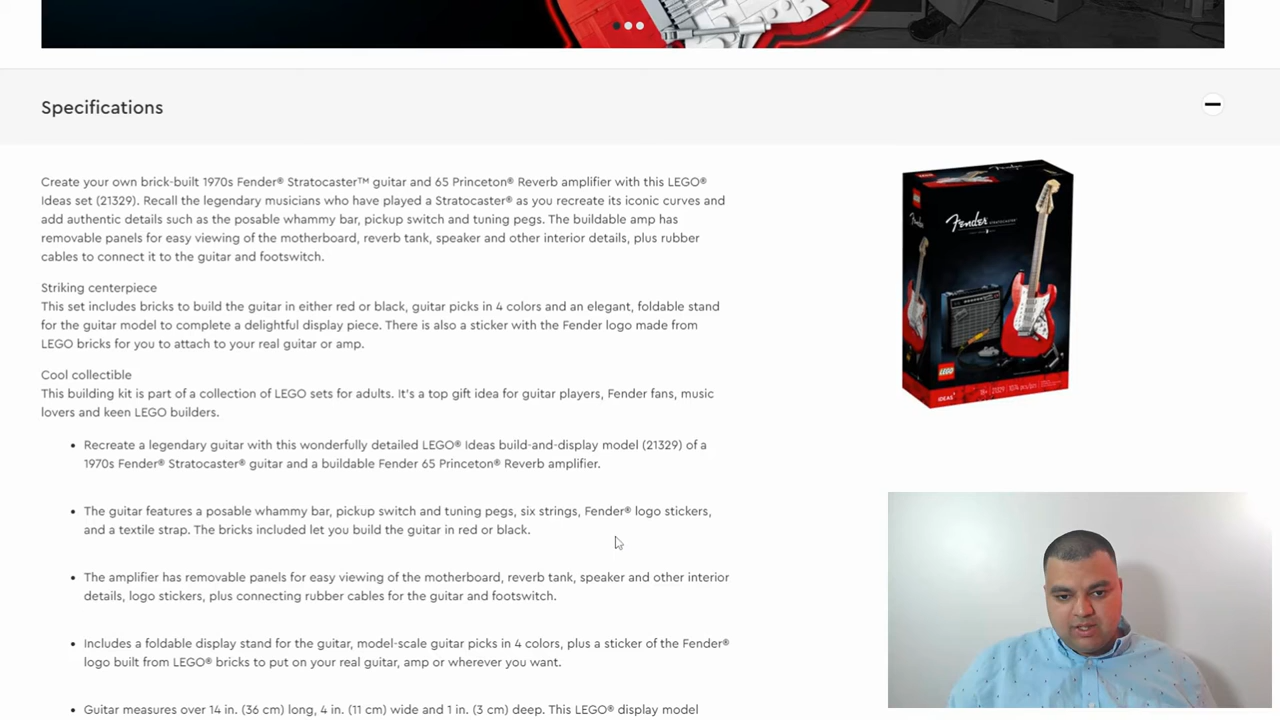 Specifications
Create your own brick-built 1970s Fender® Stratocaster™ guitar and 65 Princeton® Reverb amplifier with this LEGO®
Ideas set (21329). Recall the legendary musicians who have played a Stratocaster® as you recreate its iconic curves and
add authentic details such as the posable whammy bar, pickup switch and tuning pegs. The buildable amp has
removable panels for easy viewing of the motherboard, reverb tank, speaker and other interior details, plus rubber
cables to connect it to the guitar and footswitch.
Striking centerpiece
This set includes bricks to build the guitar in either red or black, guitar picks in 4 colors and an elegant, foldable stand
for the guitar model to complete a delightful display piece. There is also a sticker with the Fender logo made from
LEGO bricks for you to attach to your real guitar or amp.
Cool collectible
This building kit is part of a collection of LEGO sets for adults. It's a top gift idea for guitar players, Fender fans, music
lovers and keen LEGO builders.
• Recreate a legendary guitar with this wonderfully detailed LEGO® Ideas build-and-display model (21329) of a
1970s Fender® Stratocaster® guitar and a buildable Fender 65 Princeton® Reverb amplifier.
• The guitar features a posable whammy bar, pickup switch and tuning pegs, six strings, Fender® logo stickers,
and a textile strap. The bricks included let you build the guitar in red or black.
• The amplifier has removable panels for easy viewing of the motherboard, reverb tank, speaker and other interior
details, logo stickers, plus connecting rubber cables for the guitar and footswitch.
• Includes a foldable display stand for the guitar, model-scale guitar picks in 4 colors, plus a sticker of the Fender®
logo built from LEGO® bricks to put on your real guitar, amp or wherever you want.
• Guitar measures over 14 in. (36 cm) long, 4 in. (11 cm) wide and 1 in. (3 cm) deep. This LEGO® display model
Fender
STRATOCASTER
LEGO
IDEAS
18+ 21329